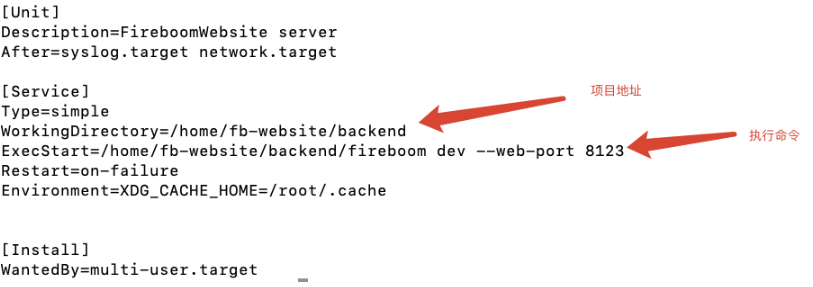 [Unit]
Description=FireboomWebsite server
After=syslog.target network.target
[Service]
项目地址
Type=simple
WorkingDirectory=/home/fb-website/backend
执行命令
ExecStart=/home/fb-website/backend/fireboom dev --web-port 8123
Restart=on-failure
Environment=XDG_CACHE_HOME=/root/.cache
[Install]
WantedBy=multi-user.target